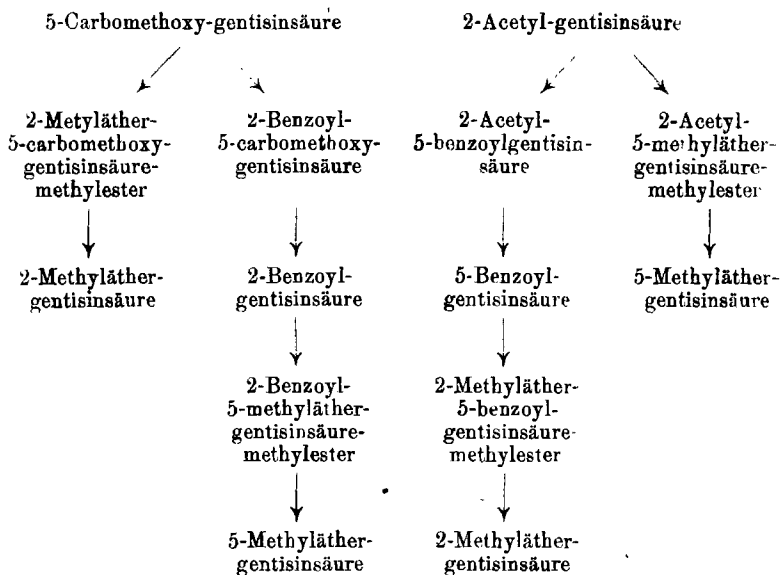 5-Carbomethoxy-gentisinsäure
2-Acetyl-gentisinsäure
2-Metyläther-
5-carbomethoxy-
gentisinsäure-
methylester
2-Benzoyl-
5-carbomethoxy-
gentisinsäure
2-Acetyl-
5-benzoylgentisin-
säure
2-Acetyl-
5-methyläther-
gentisinsäure-
methylester
2-Methyläther-
gentisinsäure
2-Benzoyl-
gentisinsäure
5-Benzoyl-
gentisinsäure
5-Methyläther-
gentisinsäure
2-Benzoyl-
5-methyläther-
gentisinsäure-
methylester
2-Methyläther-
5-benzoyl-
gentisinsäure-
methylester
5-Methyläther-
gentisinsäure
2-Methyläther-
gentisinsäure